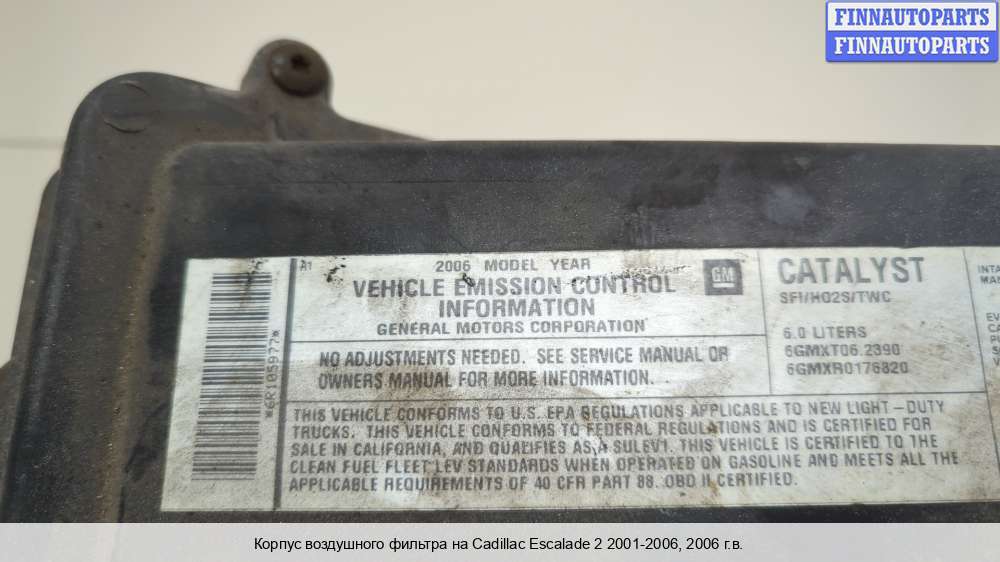 FINNAUTOPARTS
FINNAUTOPARTS
A1
2006 MODEL YEAR
VEHICLE EMISSION CONTROL
INFORMATION
GENERAL MOTORS CORPORATION
GM
NO ADJUSTMENTS NEEDED. SEE SERVICE MANUAL OR
OWNERS MANUAL FOR MORE INFORMATION.
CATALYST
SFI/HO2S/TWC
6.0 LITERS
6GMXT06.2390
6GMXR0176820
INTA
MA
EV
*6R105977*
THIS VEHICLE CONFORMS TO U.S. EPA REGULATIONS APPLICABLE TO NEW LIGHT-DUTY
TRUCKS. THIS VEHICLE CONFORMS TO FEDERAL REGULATIONS AND IS CERTIFIED FOR
SALE IN CALIFORNIA, AND QUALIFIES AS A SULEV1. THIS VEHICLE IS CERTIFIED TO THE
CLEAN FUEL FLEET LEV STANDARDS WHEN OPERATED ON GASOLINE AND MEETS ALL THE
APPLICABLE REQUIREMENTS OF 40 CFR PART 88. OBD II CERTIFIED.
Корпус воздушного фильтра на Cadillac Escalade 2 2001-2006, 2006 г.в.